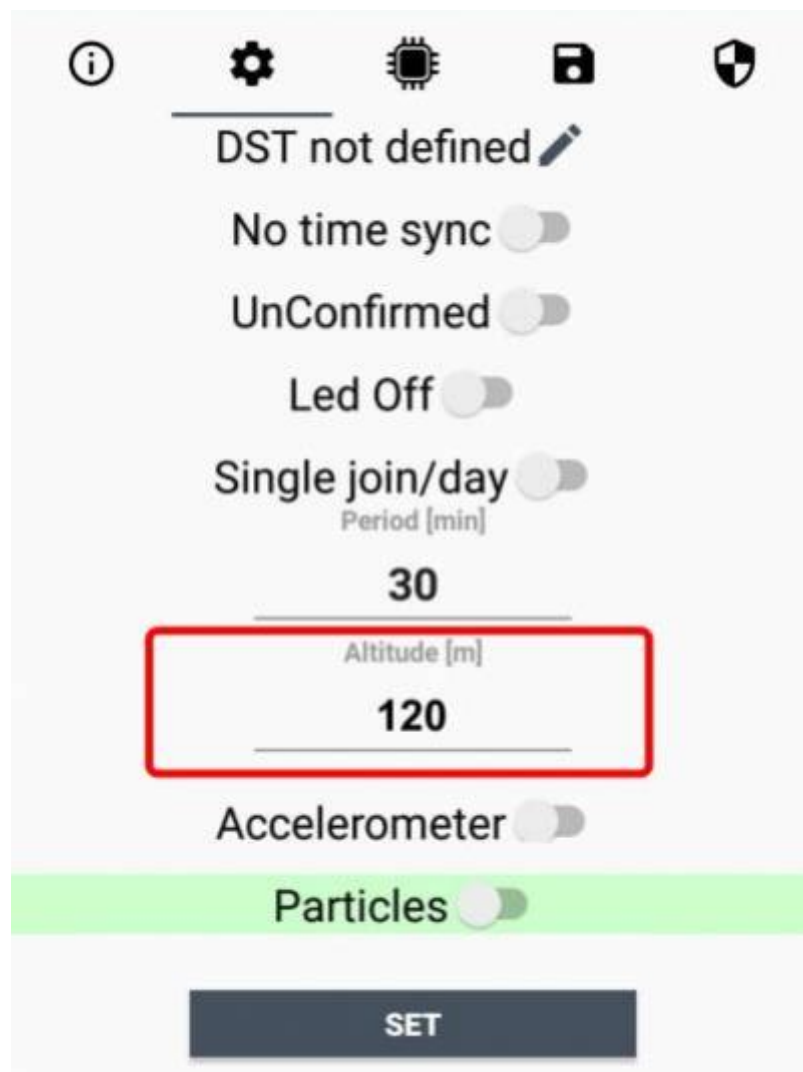 DST not defined
No time sync
UnConfirmed
Led Off
Single join/day
Period [min]
30
Altitude [m]
120
Accelerometer
Particles
SET